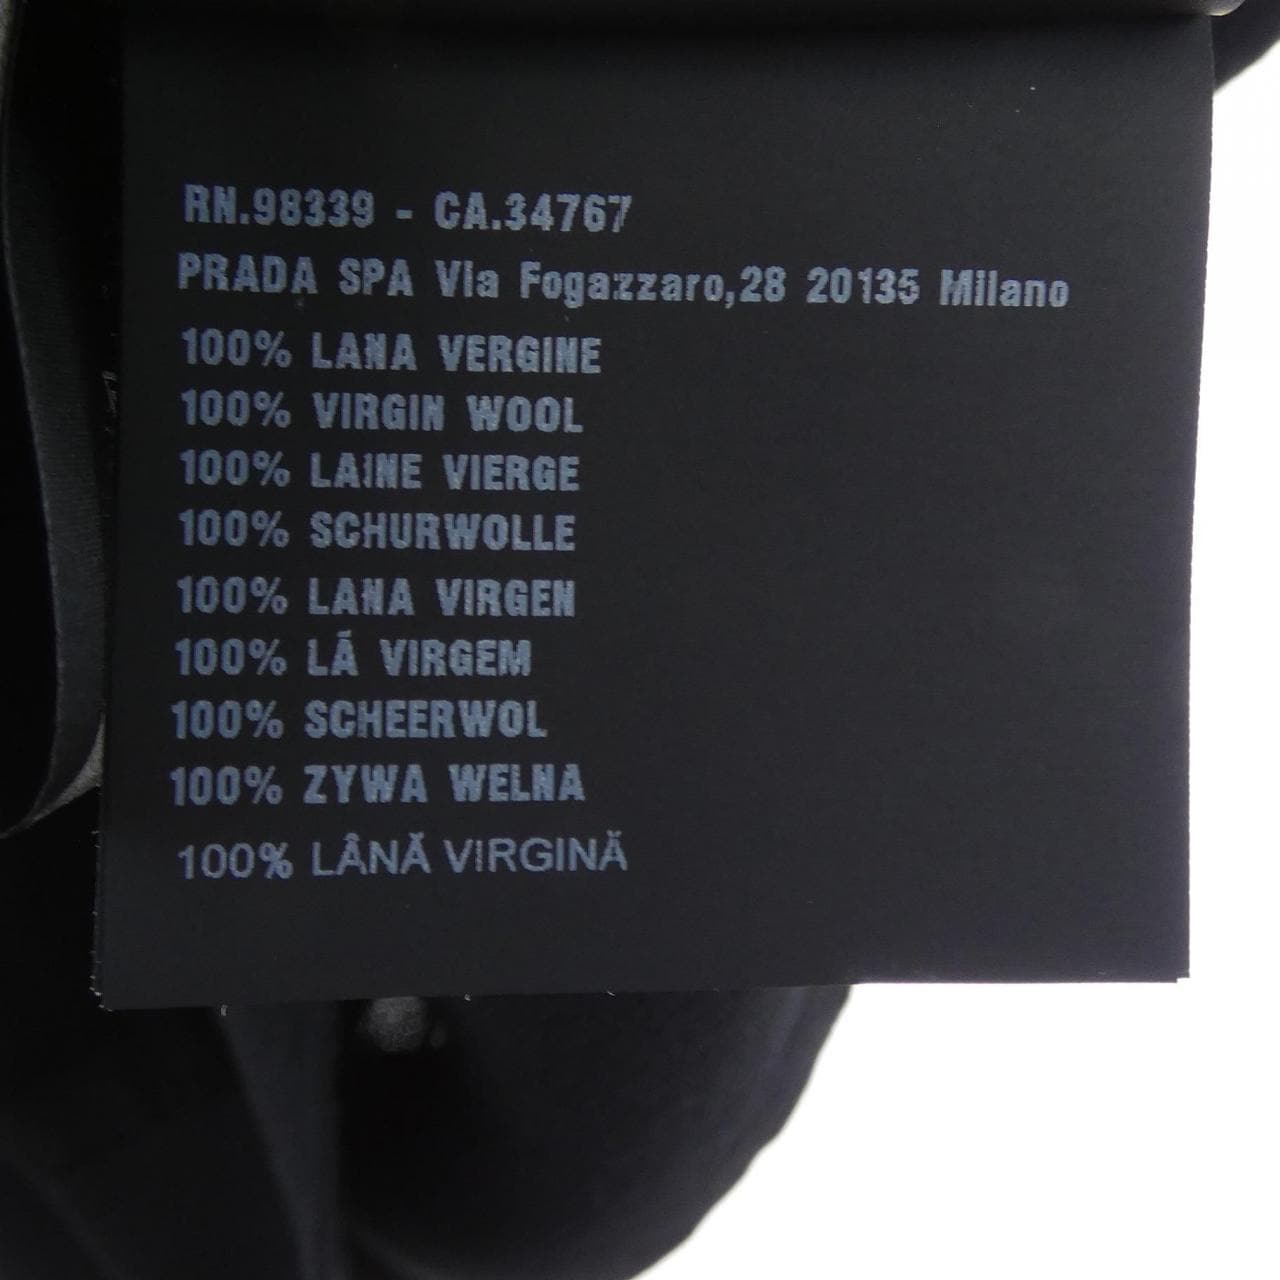 RN.98339 - CA.34767
PRADA SPA Via Fogazzaro,28 20135 Milano
100% LANA VERGINE
100% VIRGIN WOOL
100% LAINE VIERGE
100% SCHURWOLLE
100% LANA VIRGEN
100% LÃ VIRGEM
100% SCHEERWOL
100% ZYWA WELNA
100% LÂNĂ VIRGINĂ